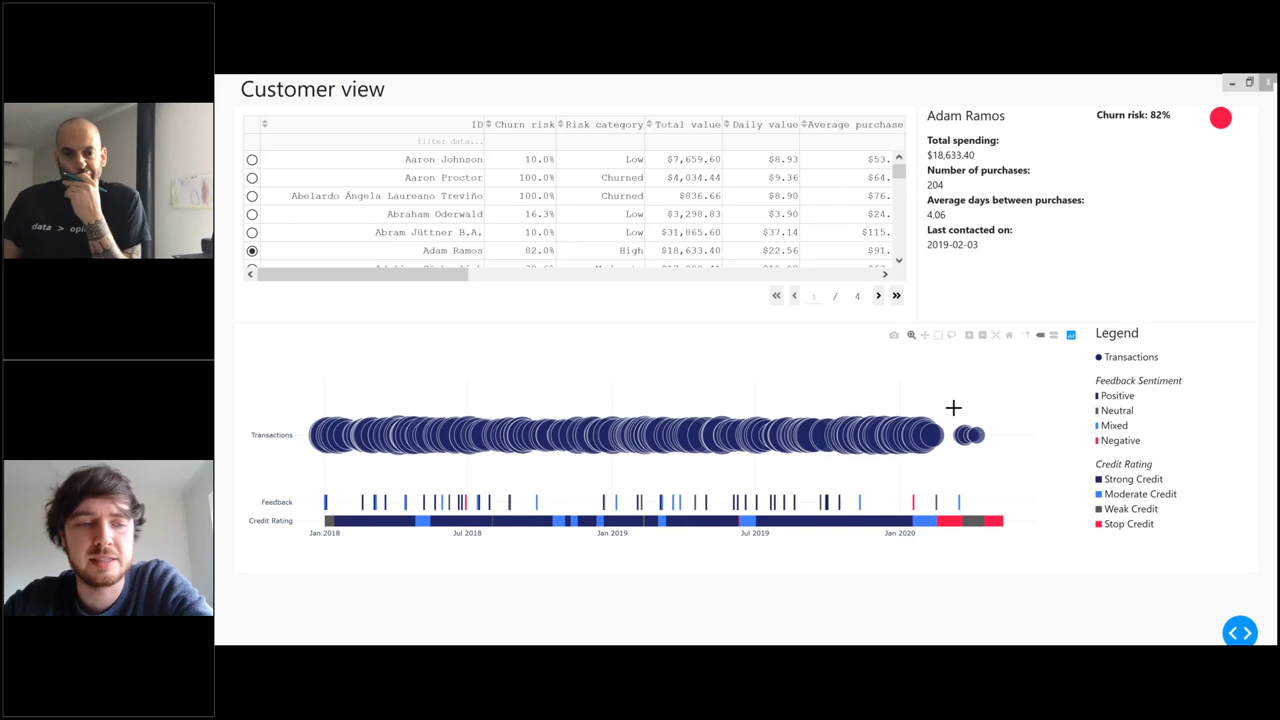 data > opi
Customer view
ID Churn risk Risk category Total value Daily value Average purchase
filter data...
Aaron Johnson 10.0% Low $7,659.60 $8.93 $53.
Aaron Proctor 100.0% Churned $4,034.44 $9.36 $64.
Abelardo Ángela Laureano Treviño 100.0% Churned $836.66 $8.90 $76.
Abraham Oderwald 16.3% Low $3,298.83 $3.90 $24.
Abram Jüttner B.A. 10.0% Low $31,865.60 $37.14 $115.
Adam Ramos 82.0% High $18,633.40 $22.56 $91.
1 / 4
Adam Ramos
Churn risk: 82%
Total spending:
$18,633.40
Number of purchases:
204
Average days between purchases:
4.06
Last contacted on:
2019-02-03
Transactions
Feedback
Credit Rating
Jan 2018 Jul 2018 Jan 2019 Jul 2019 Jan 2020
Legend
Transactions
Feedback Sentiment
Positive
Neutral
Mixed
Negative
Credit Rating
Strong Credit
Moderate Credit
Weak Credit
Stop Credit